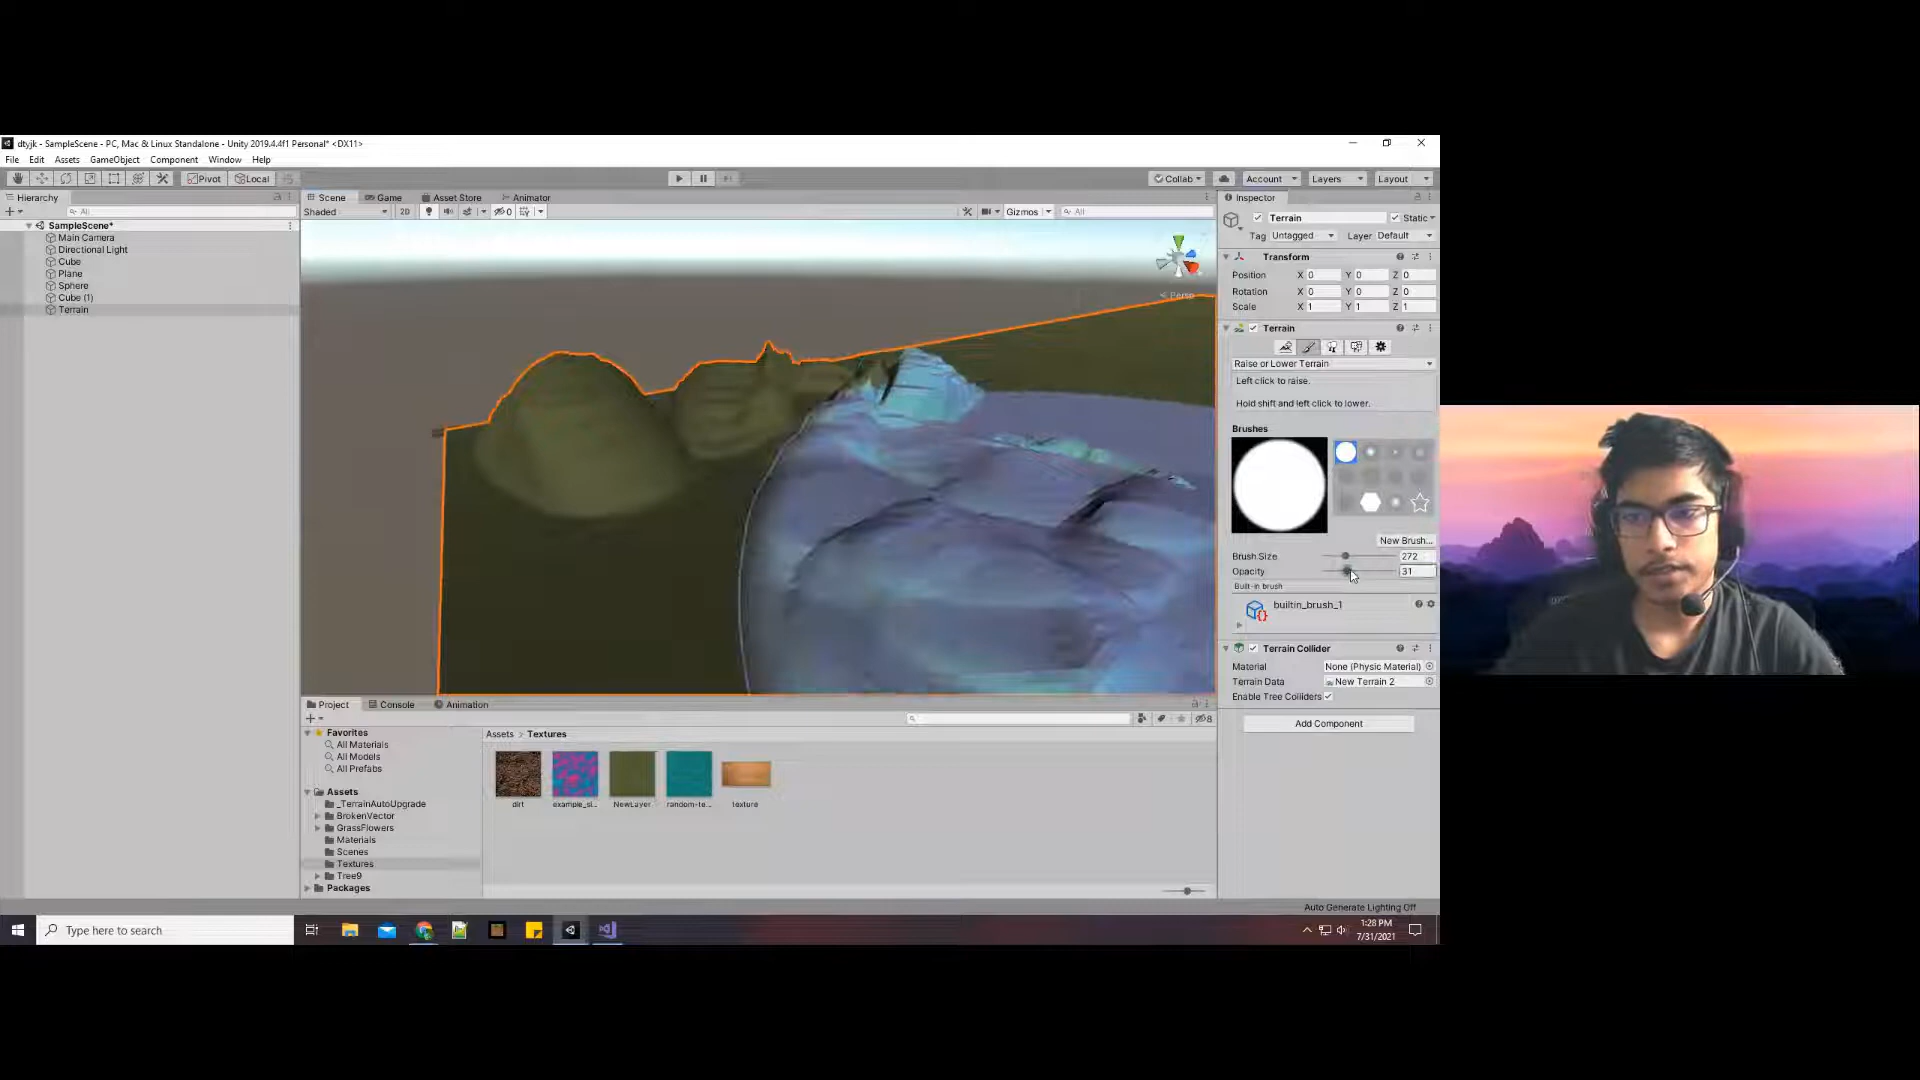 dtyjk - SampleScene - PC, Mac & Linux Standalone - Unity 2019.4.4f1 Personal* <DX11>
File Edit Assets GameObject Component Window Help
Pivot Local Collab Account Layers Layout
Hierarchy
All
SampleScene*
Main Camera
Directional Light
Cube
Plane
Sphere
Cube (1)
Terrain
Scene Game Asset Store Animator
Shaded 2D 0 Gizmos All
Persp
Inspector
Terrain Static
Tag Untagged Layer Default
Transform
Position X 0 Y 0 Z 0
Rotation X 0 Y 0 Z 0
Scale X 1 Y 1 Z 1
Terrain
Raise or Lower Terrain
Left click to raise.
Hold shift and left click to lower.
Brushes
New Brush...
Brush Size 272
Opacity 31
Built-in brush
builtin_brush_1
Terrain Collider
Material None (Physic Material)
Terrain Data New Terrain 2
Enable Tree Colliders
Add Component
Project Console Animation
8
Favorites
All Materials
All Models
All Prefabs
Assets
_TerrainAutoUpgrade
BrokenVector
GrassFlowers
Materials
Scenes
Textures
Tree9
Packages
Assets > Textures
dirt example_si... NewLayer random-te... texture
Auto Generate Lighting Off
Type here to search
1:28 PM
7/31/2021